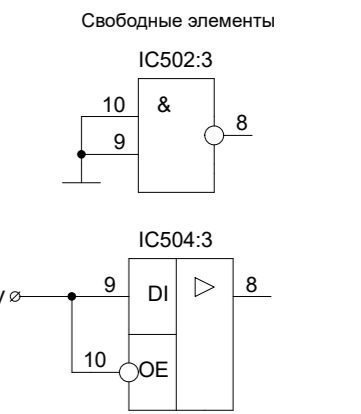 Свободные элементы
IC502:3
10 & 8
9
IC504:3
9 DI 8
10 OE